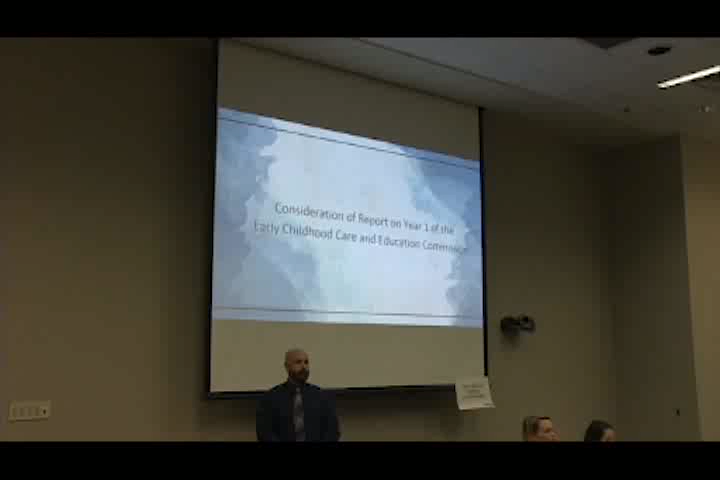 Consideration of Report on Year 1 of the
Early Childhood Care and Education Commission